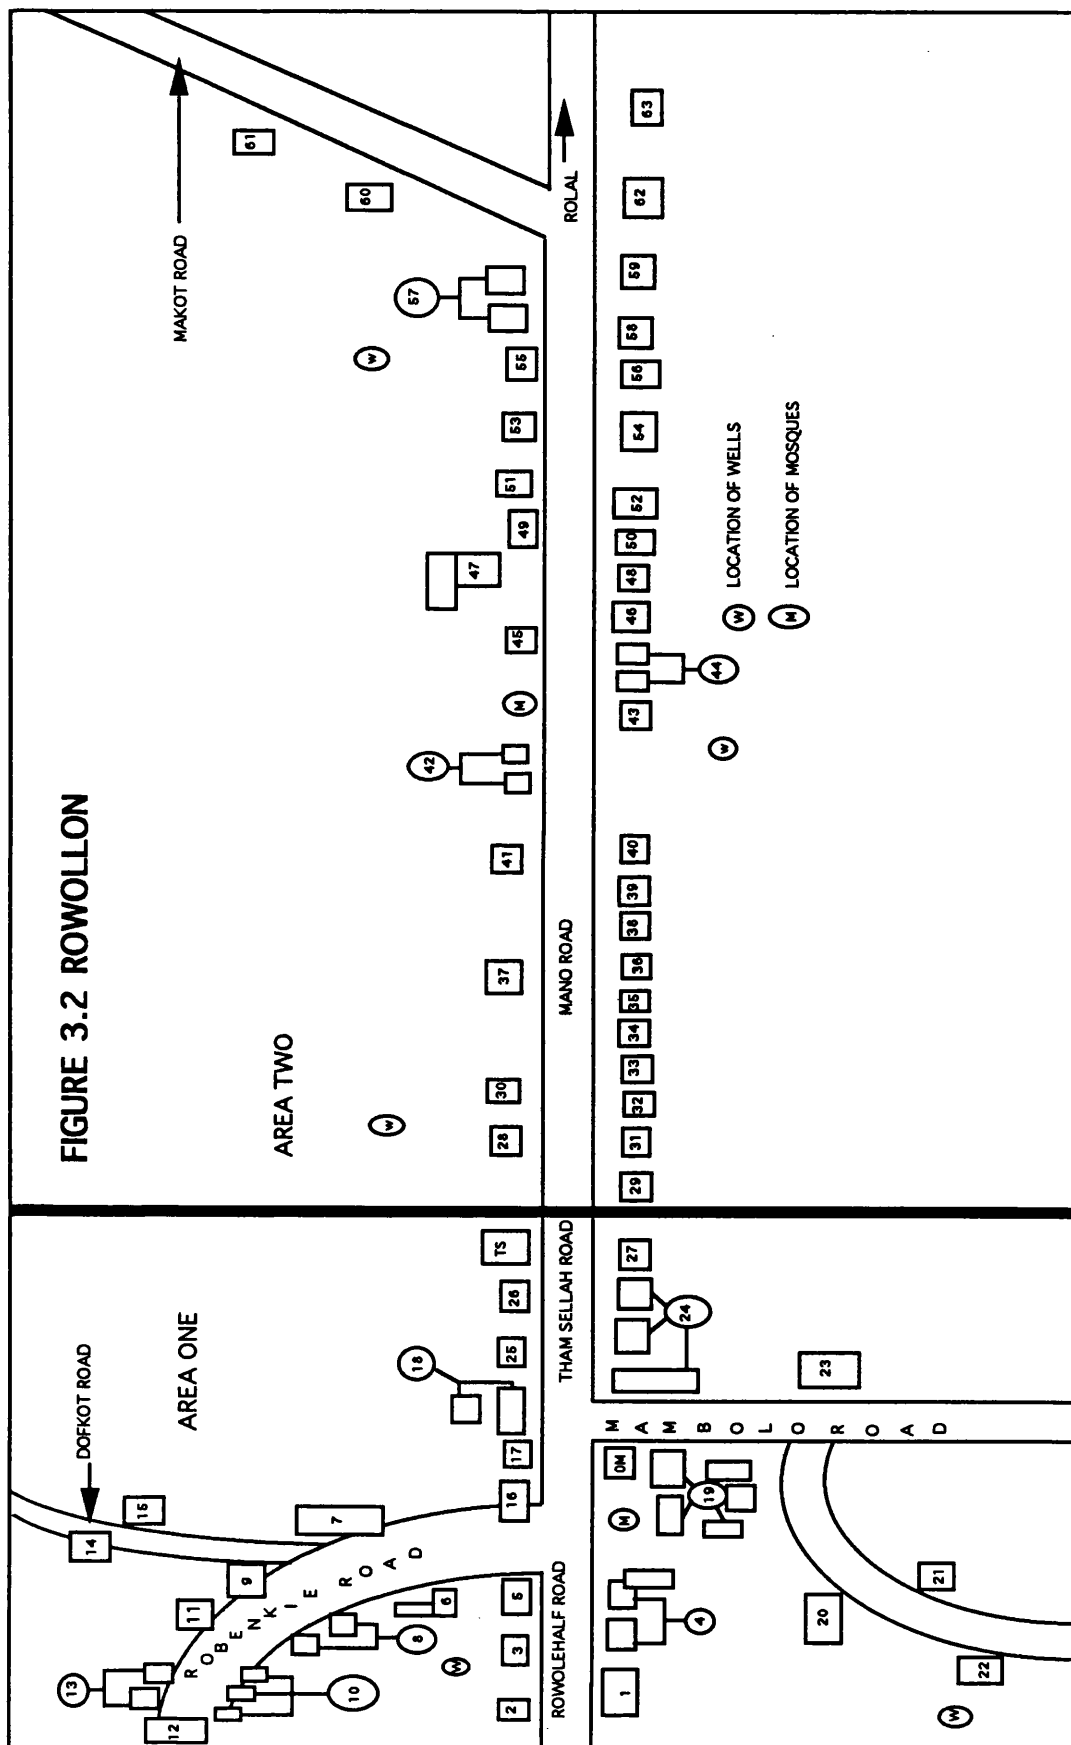 FIGURE 3.2 ROWOLLON
MAKOT ROAD
61
60
57
W
55
53
51
49
47
45
M
42
41
37
AREA TWO
W
30
28
ROLAL
MANO ROAD
63
62
59
58
56
54
52
50
48
46
44
43
W
40
39
38
36
35
34
33
32
31
29
W LOCATION OF WELLS
M LOCATION OF MOSQUES
DOFKOT ROAD
AREA ONE
TS
26
25
18
17
16
7
15
14
9
11
13
12
ROBENKIE ROAD
10
8
6
W
5
3
2
THAM SELLAH ROAD
ROWOLEHALF ROAD
27
24
23
MAMBOLO ROAD
OM
M
19
4
1
20
21
22
W